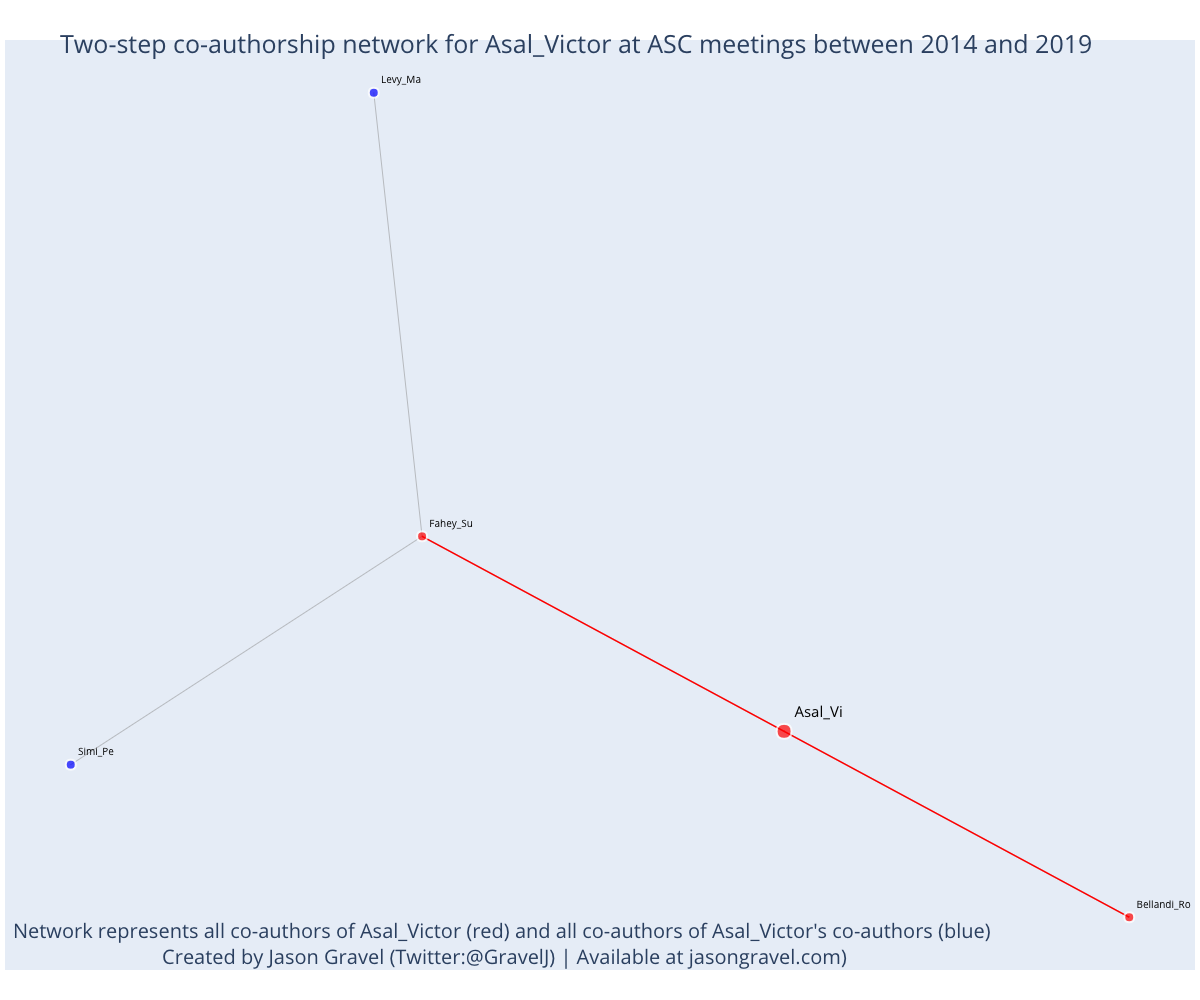 Two-step co-authorship network for Asal_Victor at ASC meetings between 2014 and 2019
Levy_Ma
Fahey_Su
Asal_Vi
Simi_Pe
Bellandi_Ro
Network represents all co-authors of Asal_Victor (red) and all co-authors of Asal_Victor's co-authors (blue)
Created by Jason Gravel (Twitter:@GravelJ) | Available at jasongravel.com)